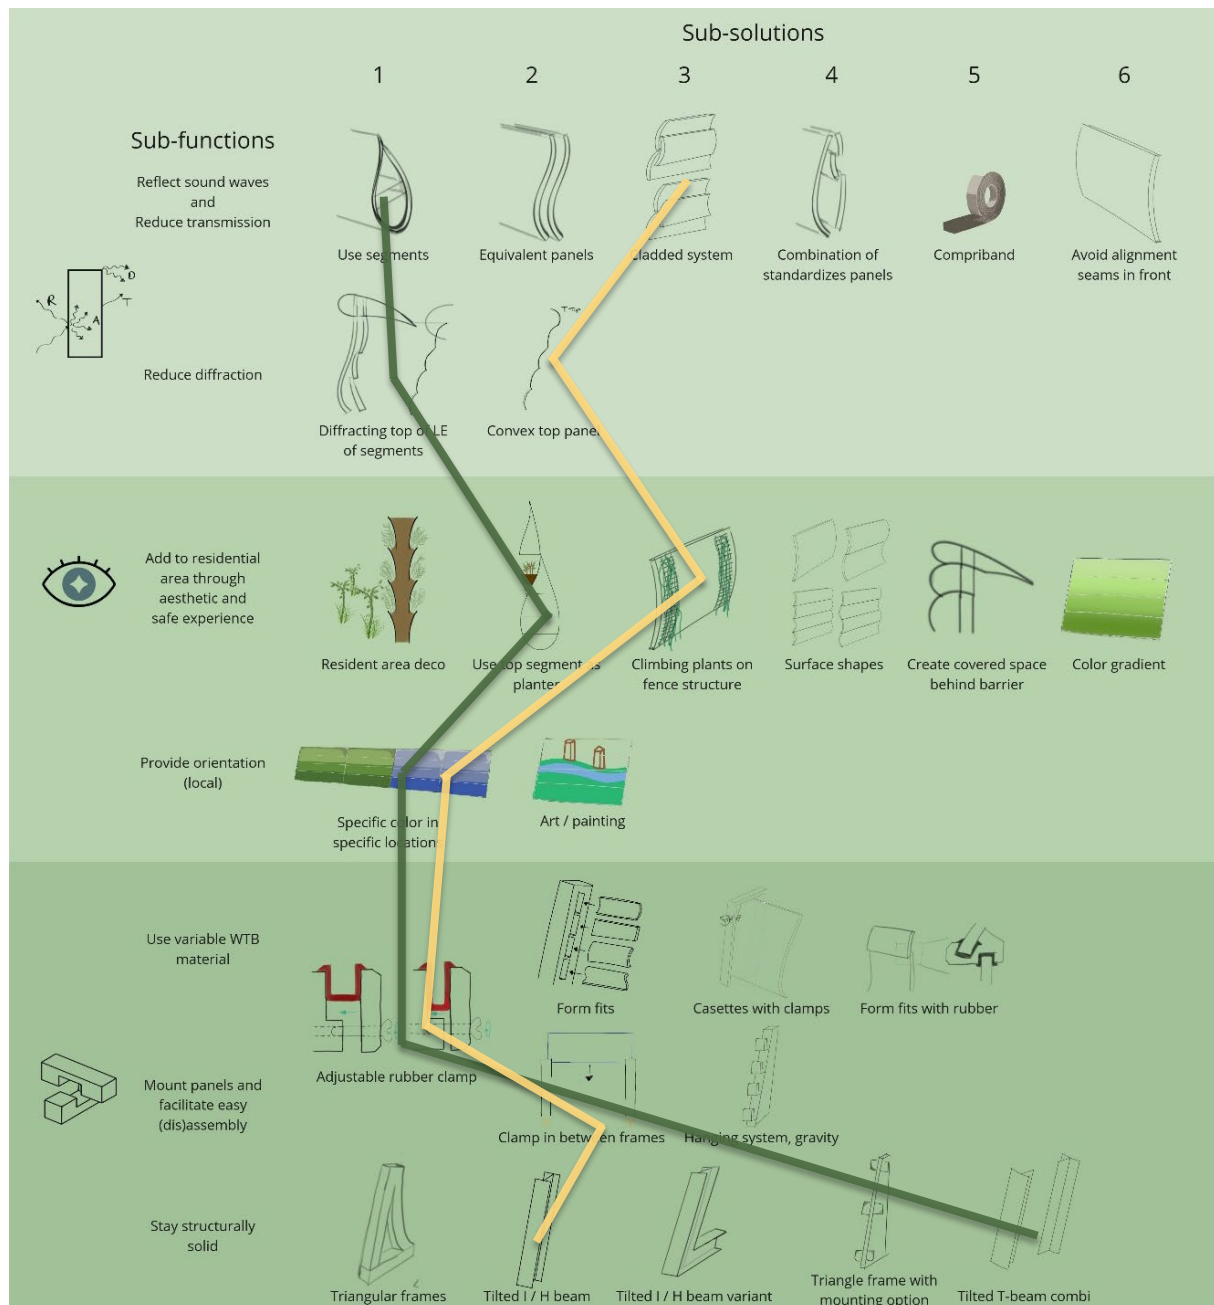 Sub-solutions
1 2 3 4 5 6
Sub-functions
Reflect sound waves
and
Reduce transmission
Use segments
Equivalent panels
Cladded system
Combination of
standardizes panels
Compriband
Avoid alignment
seams in front
R
D
T
A
Reduce diffraction
T-Top
Diffracting top of LE
of segments
Convex top panel
Add to residential
area through
aesthetic and
safe experience
Resident area deco
Use top segment as
planter
Climbing plants on
fence structure
Surface shapes
Create covered space
behind barrier
Color gradient
Provide orientation
(local)
Specific color in
specific locations
Art / painting
Use variable WTB
material
Form fits
Casettes with clamps
Form fits with rubber
Mount panels and
facilitate easy
(dis)assembly
Adjustable rubber clamp
Clamp in between frames
Hanging system, gravity
Stay structurally
solid
Triangular frames
Tilted I / H beam
Tilted I / H beam variant
Triangle frame with
mounting option
Tilted T-beam combi